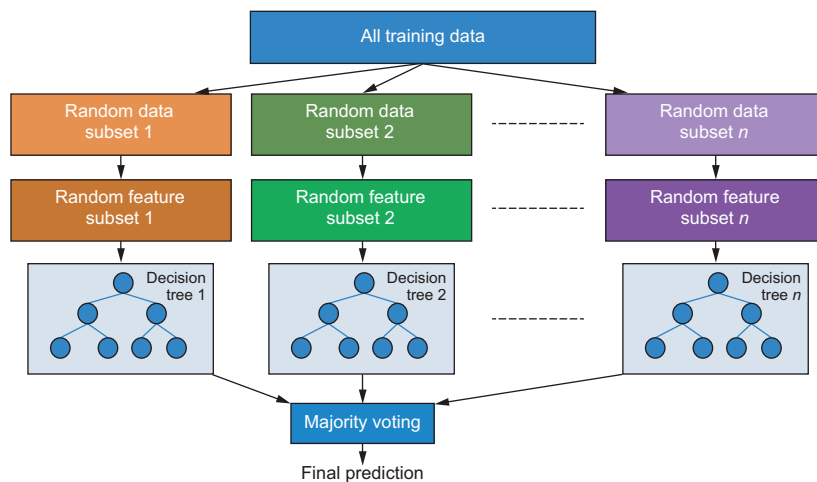 All training data
Random data
subset 1
Random data
subset 2
Random data
subset n
Random feature
subset 1
Random feature
subset 2
Random feature
subset n
Decision
tree 1
Decision
tree 2
Decision
tree n
Majority voting
Final prediction